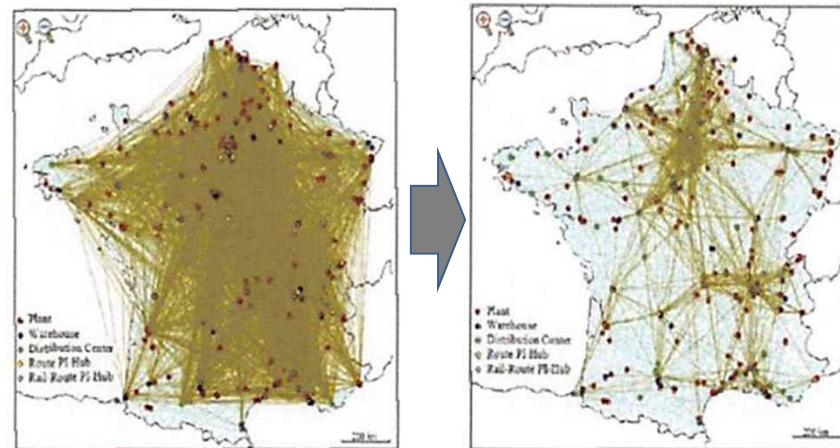 Plant
Warehouse
Distribution Center
Route PI-Hub
Rail-Route PI-Hub
Plant
Warehouse
Distribution Center
Route PI-Hub
Rail-Route PI-Hub